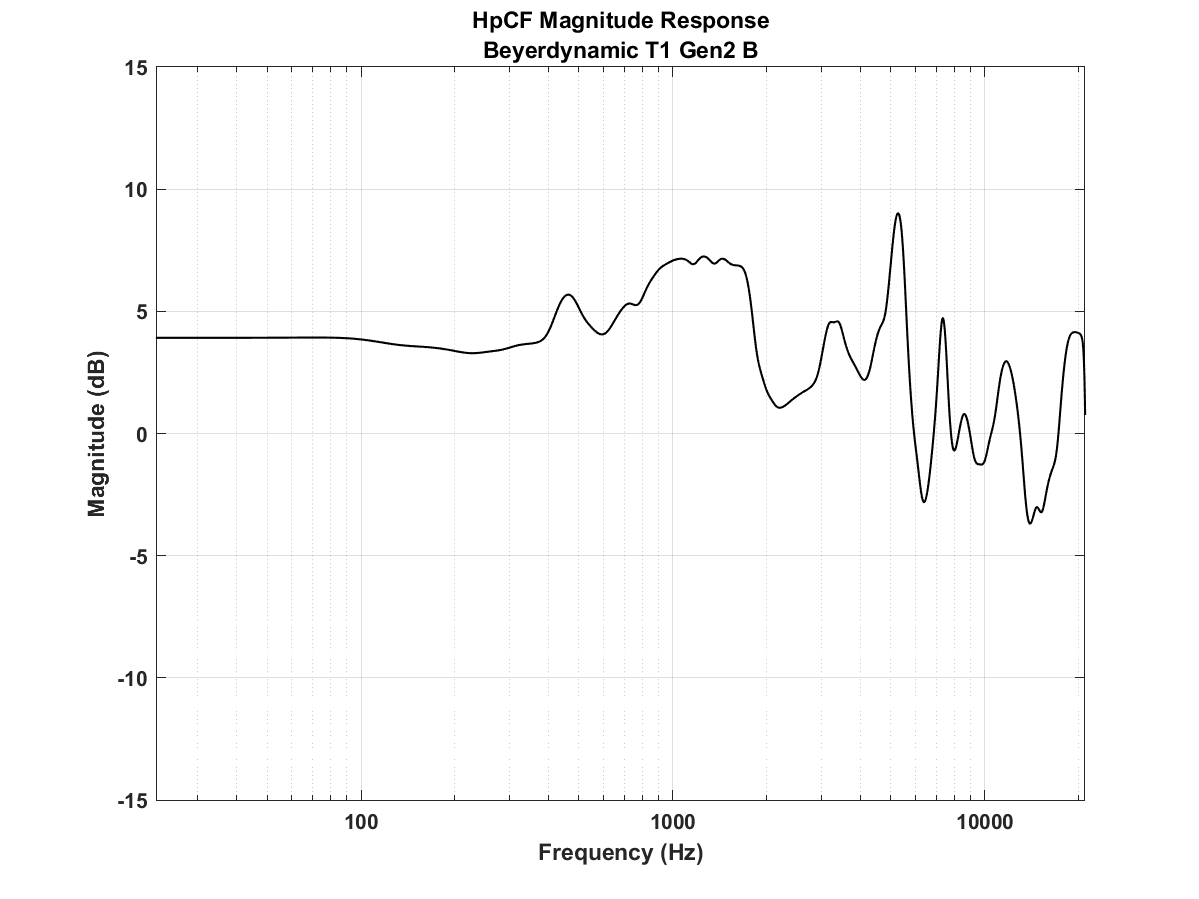 HpCF Magnitude Response
Beyerdynamic T1 Gen2 B
15
10
5
0
-5
-10
-15
Magnitude (dB)
100
1000
10000
Frequency (Hz)